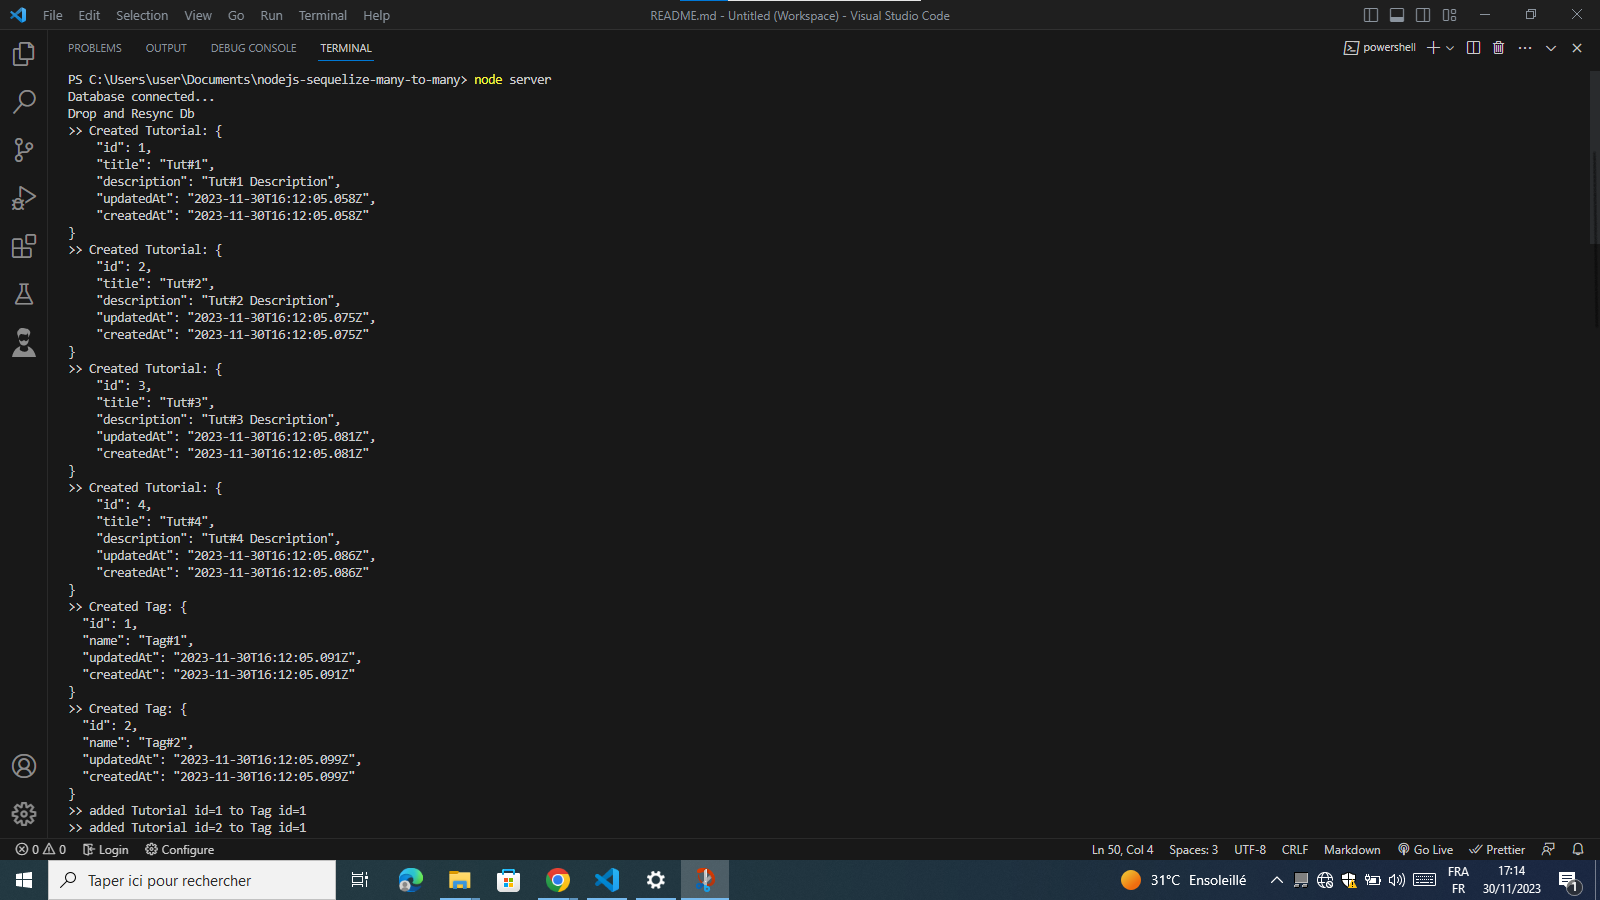 File Edit Selection View Go Run Terminal Help
README.md - Untitled (Workspace) - Visual Studio Code
PROBLEMS OUTPUT DEBUG CONSOLE TERMINAL
powershell
PS C:\Users\user\Documents\nodejs-sequelize-many-to-many> node server
Database connected...
Drop and Resync Db
>> Created Tutorial: {
    "id": 1,
    "title": "Tut#1",
    "description": "Tut#1 Description",
    "updatedAt": "2023-11-30T16:12:05.058Z",
    "createdAt": "2023-11-30T16:12:05.058Z"
}
>> Created Tutorial: {
    "id": 2,
    "title": "Tut#2",
    "description": "Tut#2 Description",
    "updatedAt": "2023-11-30T16:12:05.075Z",
    "createdAt": "2023-11-30T16:12:05.075Z"
}
>> Created Tutorial: {
    "id": 3,
    "title": "Tut#3",
    "description": "Tut#3 Description",
    "updatedAt": "2023-11-30T16:12:05.081Z",
    "createdAt": "2023-11-30T16:12:05.081Z"
}
>> Created Tutorial: {
    "id": 4,
    "title": "Tut#4",
    "description": "Tut#4 Description",
    "updatedAt": "2023-11-30T16:12:05.086Z",
    "createdAt": "2023-11-30T16:12:05.086Z"
}
>> Created Tag: {
  "id": 1,
  "name": "Tag#1",
  "updatedAt": "2023-11-30T16:12:05.091Z",
  "createdAt": "2023-11-30T16:12:05.091Z"
}
>> Created Tag: {
  "id": 2,
  "name": "Tag#2",
  "updatedAt": "2023-11-30T16:12:05.099Z",
  "createdAt": "2023-11-30T16:12:05.099Z"
}
>> added Tutorial id=1 to Tag id=1
>> added Tutorial id=2 to Tag id=1
0 0 Login Configure
Ln 50, Col 4 Spaces: 3 UTF-8 CRLF Markdown Go Live Prettier
Taper ici pour rechercher
31°C Ensoleillé
FRA
FR
17:14
30/11/2023
1